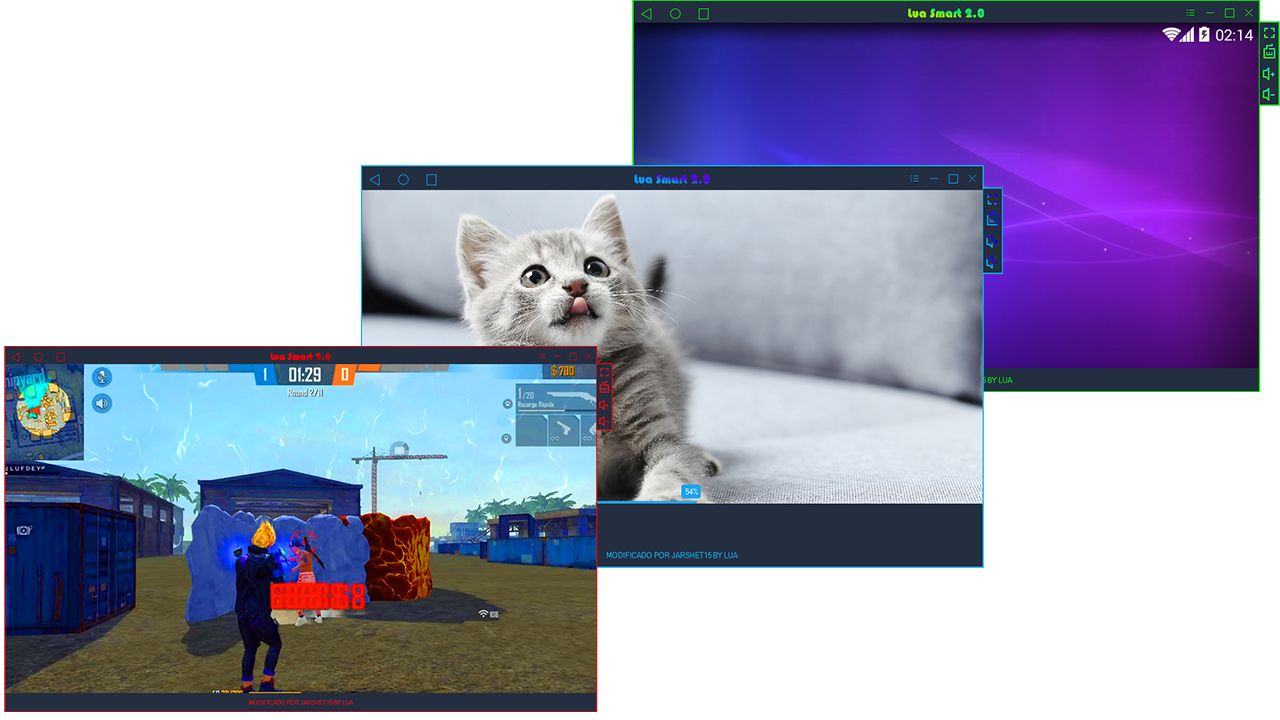 Lua Smart 2.0
02:14
5 BY LUA
Lua Smart 2.0
54%
MODIFICADO POR JARSHET15 BY LUA
Lua Smart 2.0
1 01:29 0
Round 2/11
$700
1/20
Recarga Rápida
LUFDEY
108
MODIFICADO POR JARSHET15 BY LUA